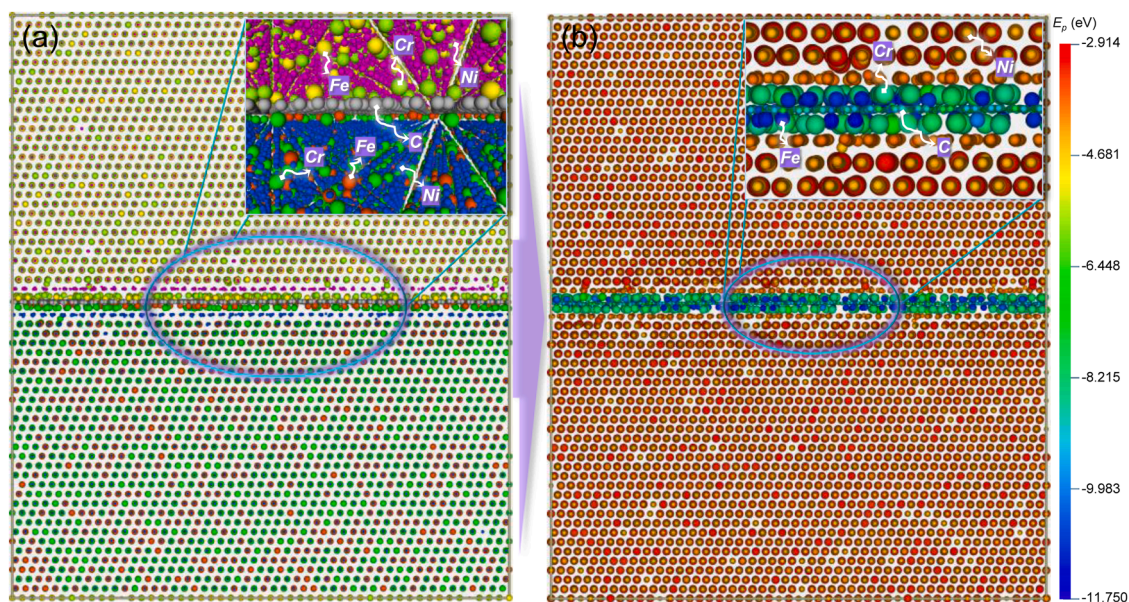 (a)
Cr
Ni
Fe
C
Cr
Fe
Ni
(b)
Cr
Ni
Fe
C
Eₚ (eV)
-2.914
-4.681
-6.448
-8.215
-9.983
-11.750